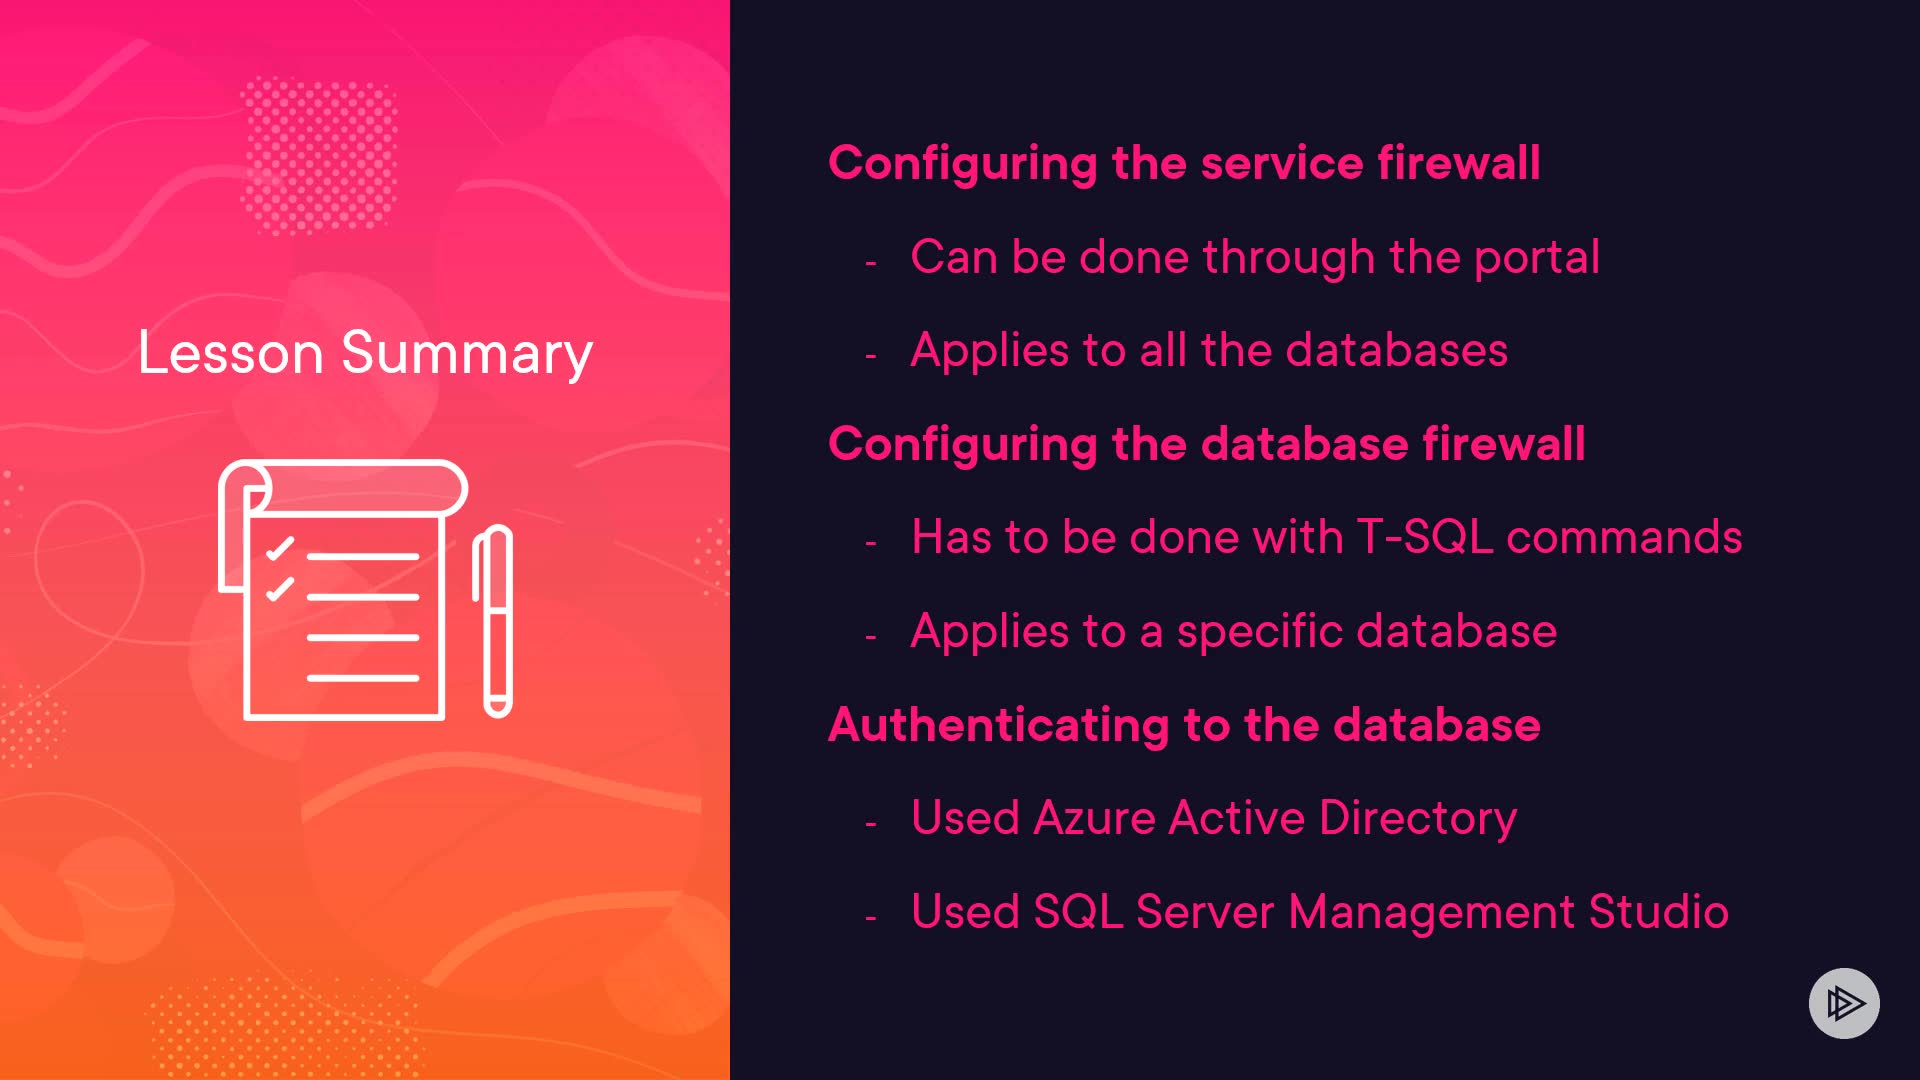 Lesson Summary
Configuring the service firewall
- Can be done through the portal
- Applies to all the databases
Configuring the database firewall
- Has to be done with T-SQL commands
- Applies to a specific database
Authenticating to the database
- Used Azure Active Directory
- Used SQL Server Management Studio